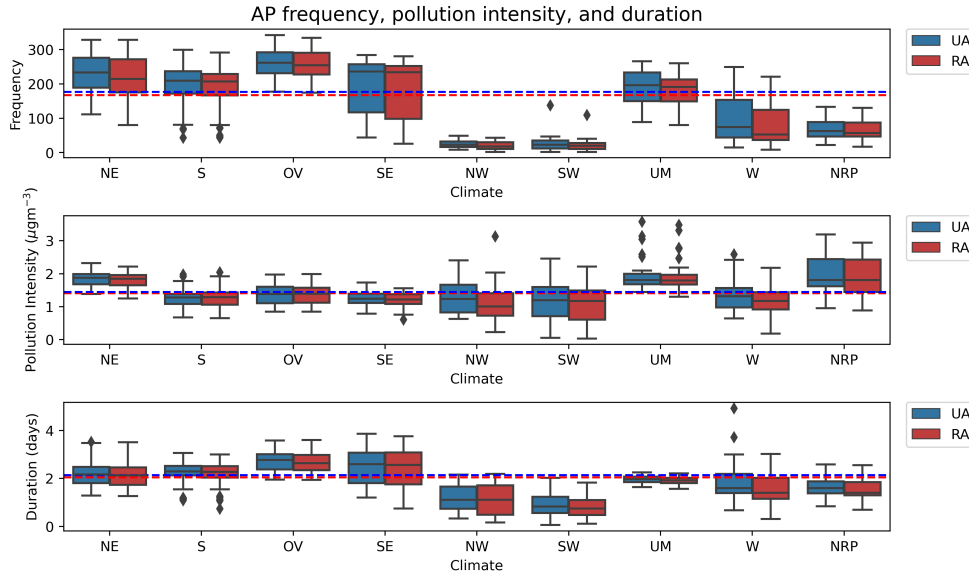 AP frequency, pollution intensity, and duration
Frequency
300
200
100
0
NE S OV SE NW SW UM W NRP
Climate
UA
RA
Pollution Intensity (μgm⁻³)
3
2
1
0
NE S OV SE NW SW UM W NRP
Climate
UA
RA
Duration (days)
4
2
0
NE S OV SE NW SW UM W NRP
Climate
UA
RA